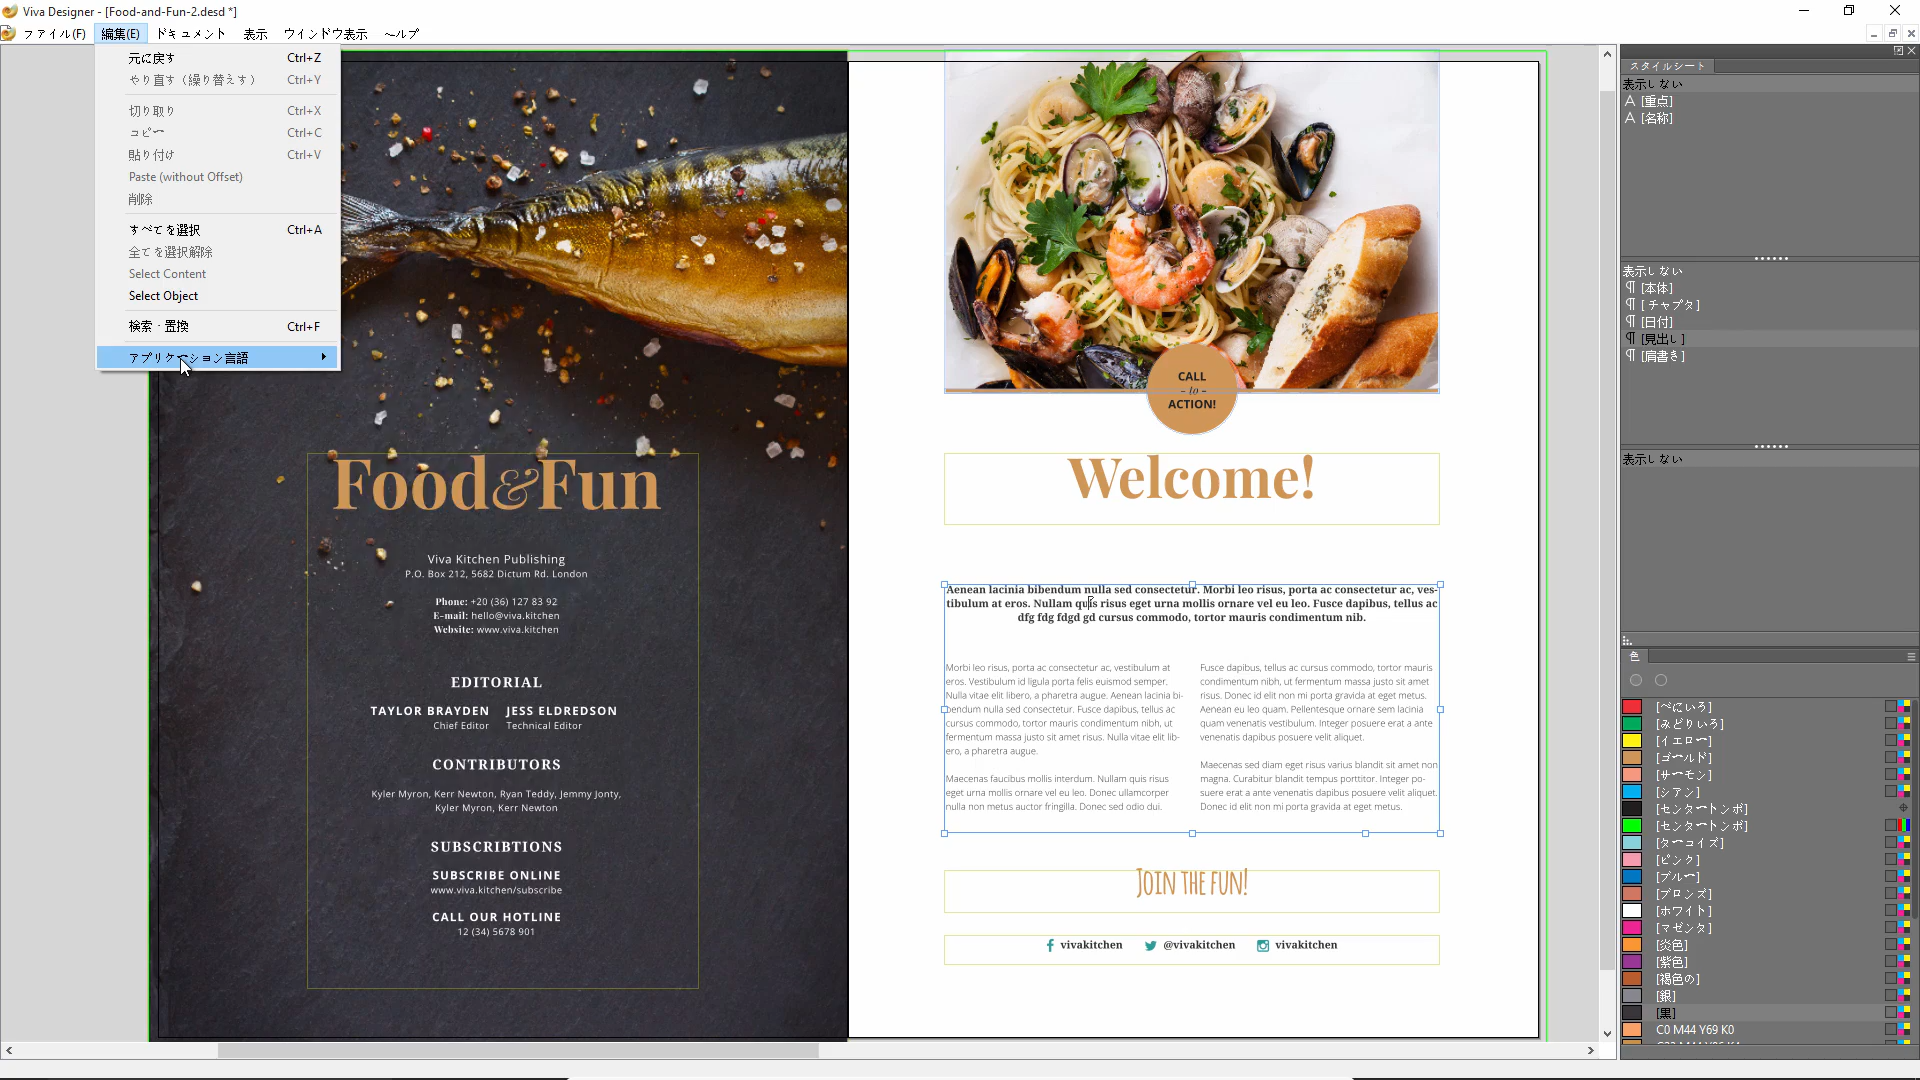 Viva Designer - [Food-and-Fun-2.desd *]
ファイル(F) 編集(E) ドキュメント 表示 ウインドウ表示 ヘルプ
元に戻す Ctrl+Z
やり直す（繰り替えす） Ctrl+Y
切り取り Ctrl+X
コピー Ctrl+C
貼り付け Ctrl+V
Paste (without Offset)
削除
すべてを選択 Ctrl+A
全てを選択解除
Select Content
Select Object
検索・置換 Ctrl+F
アプリケーション言語
Food&Fun
Viva Kitchen Publishing
P.O. Box 212, 5682 Dictum Rd. London
Phone: +20 (36) 127 83 92
E-mail: hello@viva.kitchen
Website: www.viva.kitchen
EDITORIAL
TAYLOR BRAYDEN JESS ELDREDSON
Chief Editor Technical Editor
CONTRIBUTORS
Kyler Myron, Kerr Newton, Ryan Teddy, Jemmy Jonty,
Kyler Myron, Kerr Newton
SUBSCRIBTIONS
SUBSCRIBE ONLINE
www.viva.kitchen/subscribe
CALL OUR HOTLINE
12 (34) 5678 901
CALL
- to -
ACTION!
Welcome!
Aenean lacinia bibendum nulla sed consectetur. Morbi leo risus, porta ac consectetur ac, ves-
tibulum at eros. Nullam quis risus eget urna mollis ornare vel eu leo. Fusce dapibus, tellus ac
dfg fdg fdgd gd cursus commodo, tortor mauris condimentum nib.
Morbi leo risus, porta ac consectetur ac, vestibulum at
eros. Vestibulum id ligula porta felis euismod semper.
Nulla vitae elit libero, a pharetra augue. Aenean lacinia bi-
bendum nulla sed consectetur. Fusce dapibus, tellus ac
cursus commodo, tortor mauris condimentum nibh, ut
fermentum massa justo sit amet risus. Nulla vitae elit lib-
ero, a pharetra augue.
Maecenas faucibus mollis interdum. Nullam quis risus
eget urna mollis ornare vel eu leo. Donec ullamcorper
nulla non metus auctor fringilla. Donec sed odio dui.
Fusce dapibus, tellus ac cursus commodo, tortor mauris
condimentum nibh, ut fermentum massa justo sit amet
risus. Donec id elit non mi porta gravida at eget metus.
Aenean eu leo quam. Pellentesque ornare sem lacinia
quam venenatis vestibulum. Integer posuere erat a ante
venenatis dapibus posuere velit aliquet.
Maecenas sed diam eget risus varius blandit sit amet non
magna. Curabitur blandit tempus porttitor. Integer po-
suere erat a ante venenatis dapibus posuere velit aliquet.
Donec id elit non mi porta gravida at eget metus.
JOIN THE FUN!
vivakitchen @vivakitchen vivakitchen
スタイルシート
表示しない
A [重点]
A [名称]
表示しない
¶ [本体]
¶ [チャプタ]
¶ [日付]
¶ [見出し]
¶ [肩書き]
表示しない
色
[べにいろ]
[みどりいろ]
[イエロー]
[ゴールド]
[サーモン]
[シアン]
[センタートンボ]
[センタートンボ]
[ターコイズ]
[ピンク]
[ブルー]
[ブロンズ]
[ホワイト]
[マゼンタ]
[炎色]
[紫色]
[褐色の]
[銀]
[黒]
C0 M44 Y69 K0